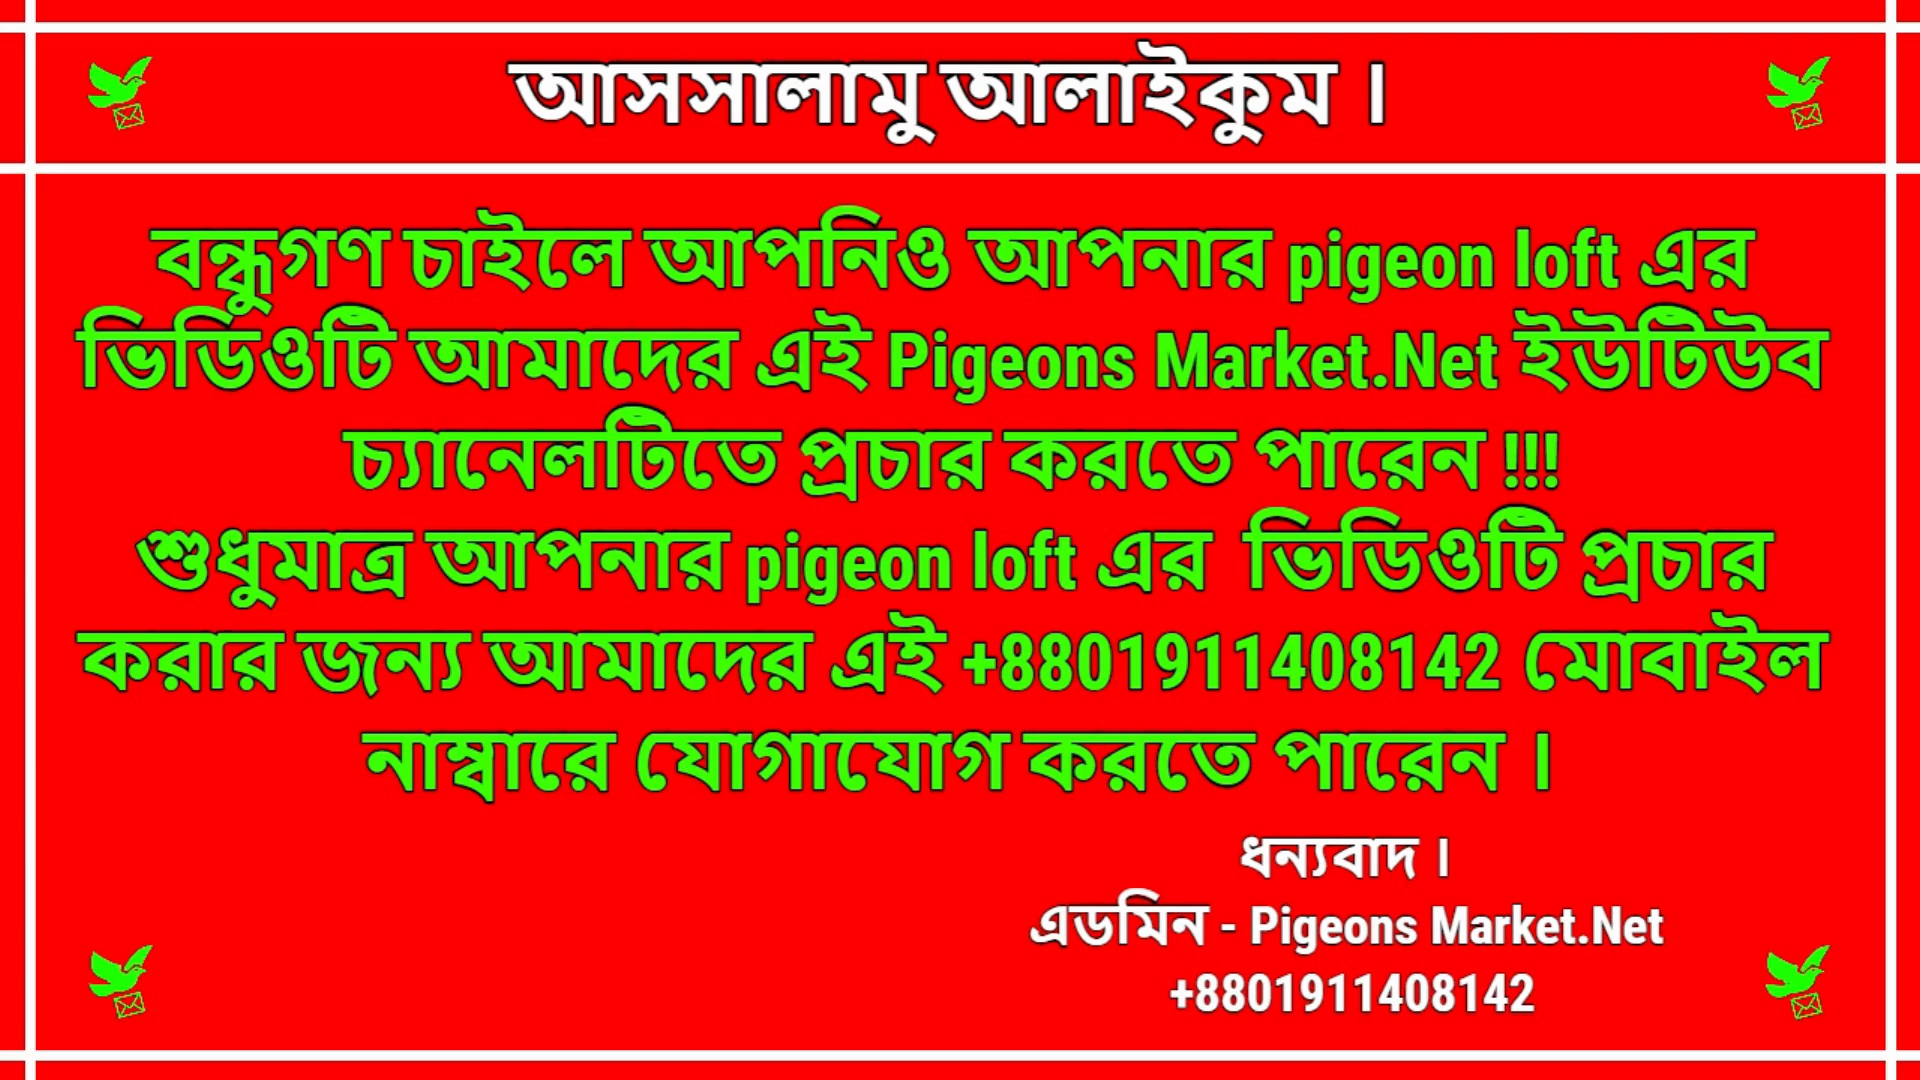 আসসালামু আলাইকুম ।
বন্ধুগণ চাইলে আপনিও আপনার pigeon loft এর
ভিডিওটি আমাদের এই Pigeons Market.Net ইউটিউব
চ্যানেলটিতে প্রচার করতে পারেন !!!
শুধুমাত্র আপনার pigeon loft এর ভিডিওটি প্রচার
করার জন্য আমাদের এই +8801911408142 মোবাইল
নাম্বারে যোগাযোগ করতে পারেন ।
ধন্যবাদ ।
এডমিন - Pigeons Market.Net
+8801911408142